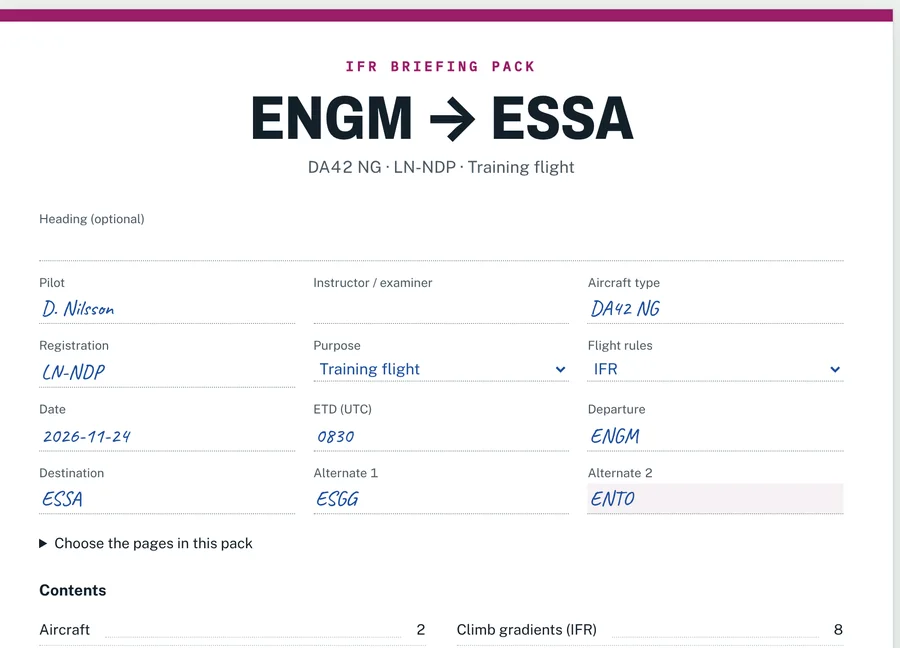 IFR BRIEFING PACK
ENGM → ESSA
DA42 NG · LN-NDP · Training flight
Heading (optional)
Pilot Instructor / examiner Aircraft type
D. Nilsson DA42 NG
Registration Purpose Flight rules
LN-NDP Training flight IFR
Date ETD (UTC) Departure
2026-11-24 0830 ENGM
Destination Alternate 1 Alternate 2
ESSA ESGG ENTO
Choose the pages in this pack
Contents
Aircraft 2 Climb gradients (IFR) 8